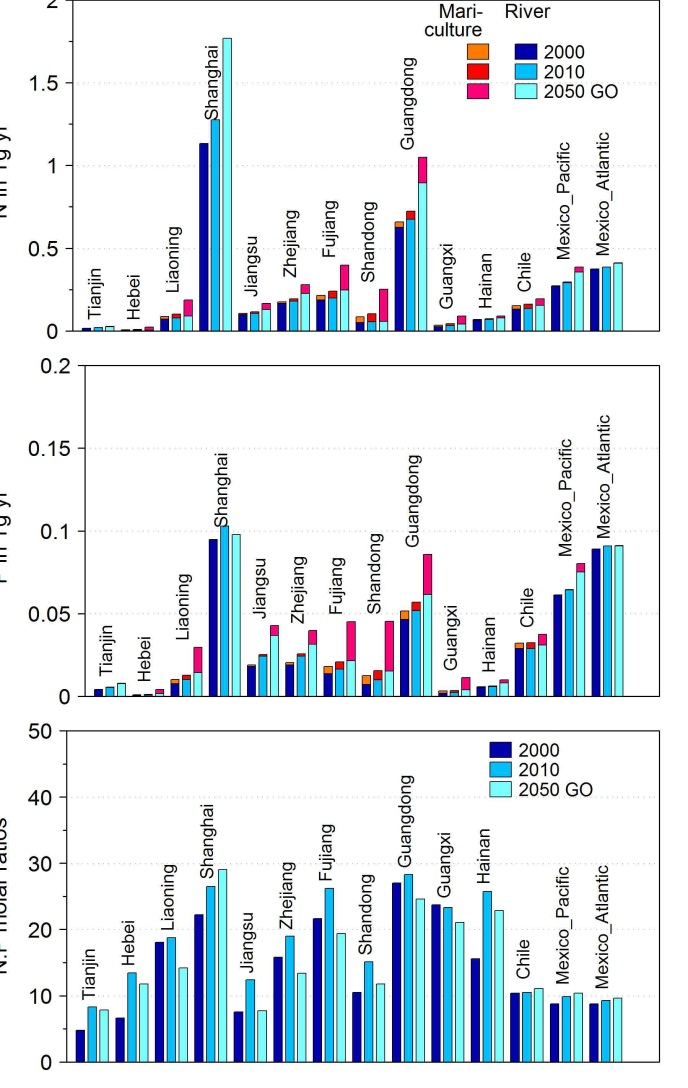 2
Mari-
culture
River
2000
2010
2050 GO
1.5
1
0.5
0
Tianjin
Hebei
Liaoning
Shanghai
Jiangsu
Zhejiang
Fujiang
Shandong
Guangdong
Guangxi
Hainan
Chile
Mexico_Pacific
Mexico_Atlantic
0.2
0.15
0.1
0.05
0
Tianjin
Hebei
Liaoning
Shanghai
Jiangsu
Zhejiang
Fujiang
Shandong
Guangdong
Guangxi
Hainan
Chile
Mexico_Pacific
Mexico_Atlantic
molar ratios
50
40
30
20
10
0
2000
2010
2050 GO
Tianjin
Hebei
Liaoning
Shanghai
Jiangsu
Zhejiang
Fujiang
Shandong
Guangdong
Guangxi
Hainan
Chile
Mexico_Pacific
Mexico_Atlantic